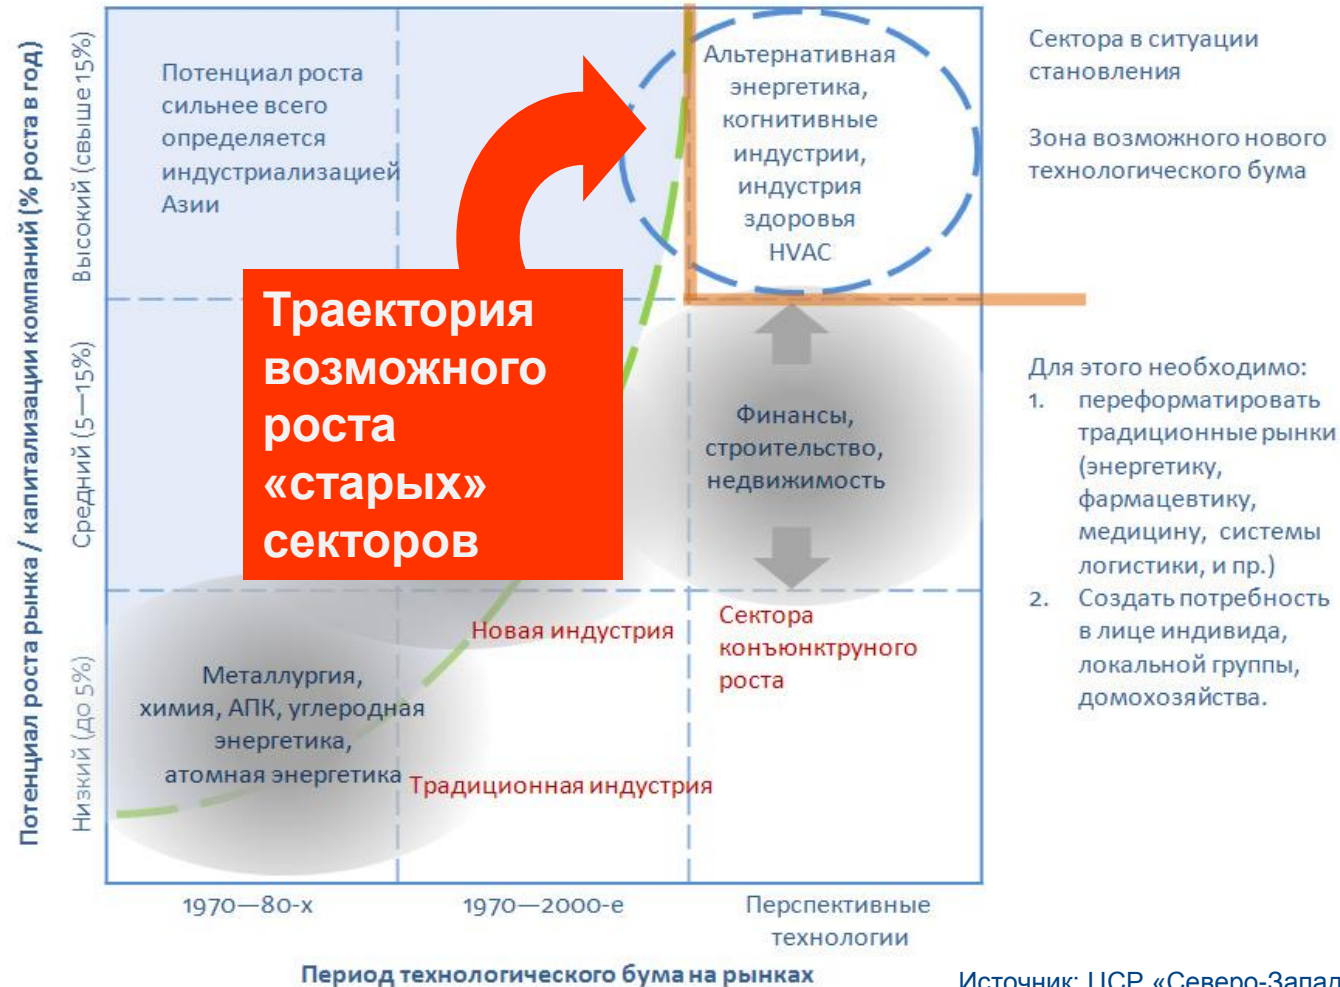 Потенциал роста рынка / капитализации компаний (% роста в год)
Высокий (свыше 15%)
Средний (5—15%)
Низкий (до 5%)
Потенциал роста
сильнее всего
определяется
индустриализацией
Азии
Альтернативная
энергетика,
когнитивные
индустрии,
индустрия
здоровья
HVAC
Сектора в ситуации
становления
Зона возможного нового
технологического бума
Траектория
возможного
роста
«старых»
секторов
Финансы,
строительство,
недвижимость
Для этого необходимо:
1. переформатировать
традиционные рынки
(энергетику,
фармацевтику,
медицину, системы
логистики, и пр.)
2. Создать потребность
в лице индивида,
локальной группы,
домохозяйства.
Новая индустрия
Сектора
конъюнктруного
роста
Металлургия,
химия, АПК, углеродная
энергетика,
атомная энергетика
Традиционная индустрия
1970—80-х
1970—2000-е
Перспективные
технологии
Период технологического бума на рынках
Источник: ЦСР «Северо-Запад